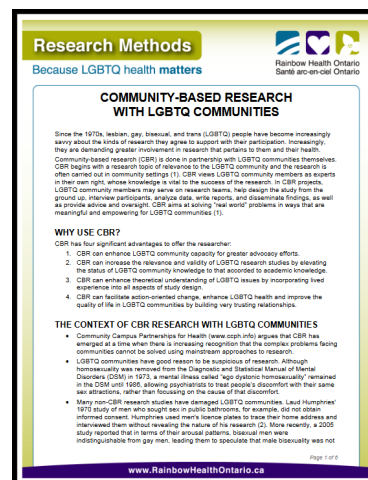 Research Methods
Because LGBTQ health matters
Rainbow Health Ontario
Santé arc-en-ciel Ontario
COMMUNITY-BASED RESEARCH
WITH LGBTQ COMMUNITIES
Since the 1970s, lesbian, gay, bisexual, and trans (LGBTQ) people have become increasingly
savvy about the kinds of research they agree to support with their participation. Increasingly,
they are demanding greater involvement in research that pertains to them and their health.
Community-based research (CBR) is done in partnership with LGBTQ communities themselves.
CBR begins with a research topic of relevance to the LGBTQ community and the research is
often carried out in community settings (1). CBR views LGBTQ community members as experts
in their own right, whose knowledge is vital to the success of the research. In CBR projects,
LGBTQ community members may serve on research teams, help design the study from the
ground up, interview participants, analyze data, write reports, and disseminate findings, as well
as provide advice and oversight. CBR aims at solving "real world" problems in ways that are
meaningful and empowering for LGBTQ communities (1).
WHY USE CBR?
CBR has four significant advantages to offer the researcher:
1. CBR can enhance LGBTQ community capacity for greater advocacy efforts.
2. CBR can increase the relevance and validity of LGBTQ research studies by elevating
the status of LGBTQ community knowledge to that accorded to academic knowledge.
3. CBR can enhance theoretical understanding of LGBTQ issues by incorporating lived
experience into all aspects of study design.
4. CBR can facilitate action-oriented change, enhance LGBTQ health and improve the
quality of life in LGBTQ communities by building very trusting relationships.
THE CONTEXT OF CBR RESEARCH WITH LGBTQ COMMUNITIES
• Community Campus Partnerships for Health (www.ccph.info) argues that CBR has
emerged at a time when there is increasing recognition that the complex problems facing
communities cannot be solved using mainstream approaches to research.
• LGBTQ communities have good reason to be suspicious of research. Although
homosexuality was removed from the Diagnostic and Statistical Manual of Mental
Disorders (DSM) in 1973, a mental illness called "ego dystonic homosexuality" remained
in the DSM until 1986, allowing psychiatrists to treat people's discomfort with their same
sex attractions, rather than focussing on the cause of that discomfort.
• Many non-CBR research studies have damaged LGBTQ communities. Laud Humphries'
1970 study of men who sought sex in public bathrooms, for example, did not obtain
informed consent. Humphries used men's licence plates to trace their home address and
interviewed them without revealing the nature of his research (2). More recently, a 2005
study reported that in terms of their arousal patterns, bisexual men were
indistinguishable from gay men, leading them to speculate that male bisexuality was not
Page 1 of 6
www.RainbowHealthOntario.ca